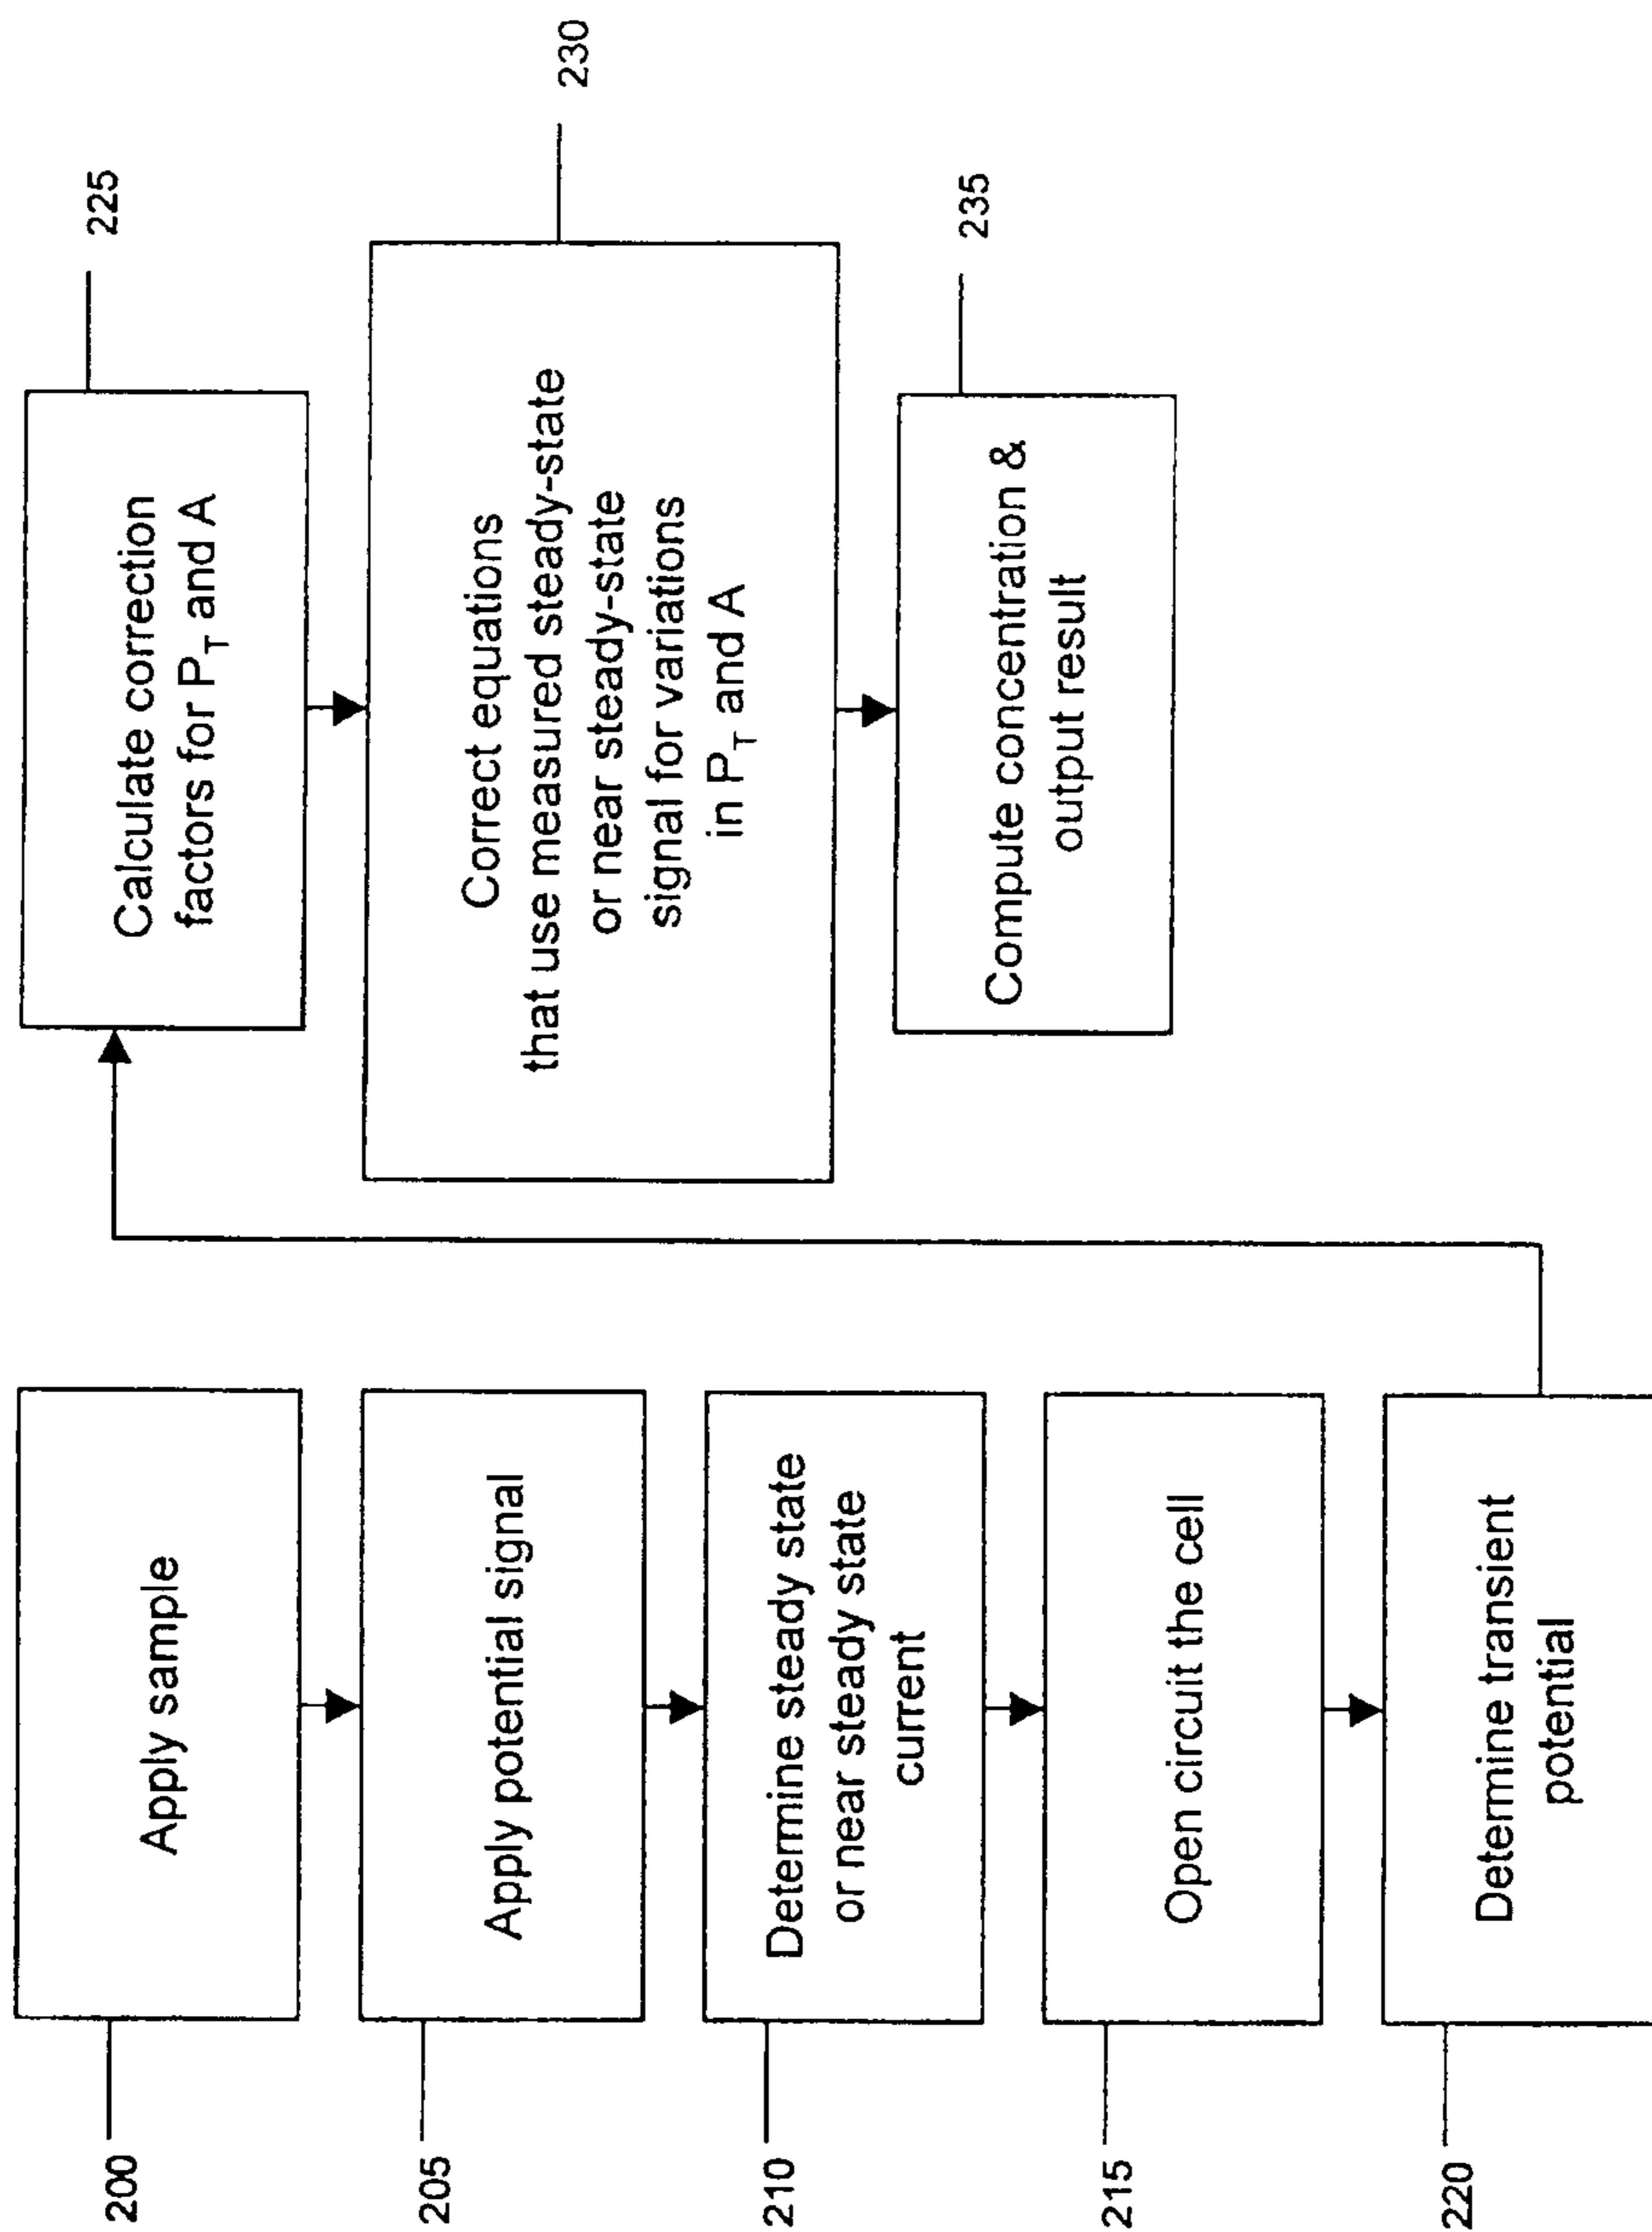 200
Apply sample
205
Apply potential signal
210
Determine steady state
or near steady state
current
215
Open circuit the cell
220
Determine transient
potential
225
Calculate correction
factors for P_T and A
230
Correct equations
that use measured steady-state
or near steady-state
signal for variations
in P_T and A
235
Compute concentration &
output result